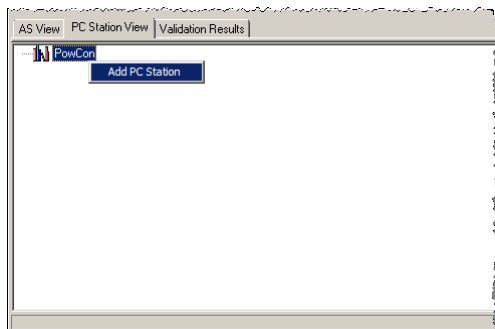 AS View PC Station View Validation Results
PowCon
Add PC Station